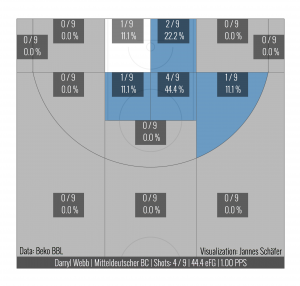 0 / 9 1 / 9 2 / 9 0 / 9
0.0 % 11.1 % 22.2 % 0.0 %
0 / 9 0 / 9
0.0 % 0.0 %
0 / 9 1 / 9 4 / 9 1 / 9
0.0 % 11.1 % 44.4 % 11.1 %
0 / 9
0.0 %
0 / 9 0 / 9 0 / 9
0.0 % 0.0 % 0.0 %
Data: Beko BBL Visualization: Jannes Schäfer
Darryl Webb | Mitteldeutscher BC | Shots: 4 / 9 | 44.4 eFG | 1.00 PPS